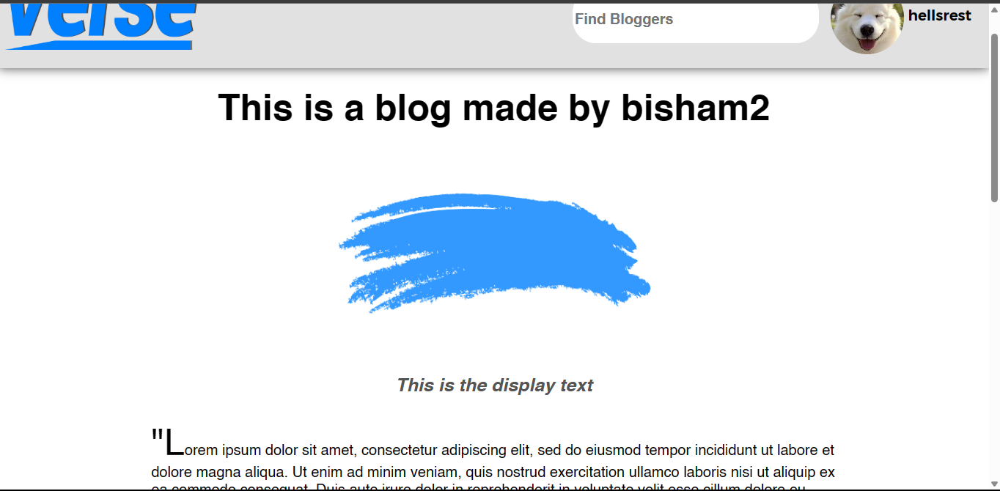 verse
Find Bloggers
hellsrest
This is a blog made by bisham2
This is the display text
"Lorem ipsum dolor sit amet, consectetur adipiscing elit, sed do eiusmod tempor incididunt ut labore et
dolore magna aliqua. Ut enim ad minim veniam, quis nostrud exercitation ullamco laboris nisi ut aliquip ex
ea commodo consequat. Duis aute irure dolor in reprehenderit in voluptate velit esse cillum dolore eu